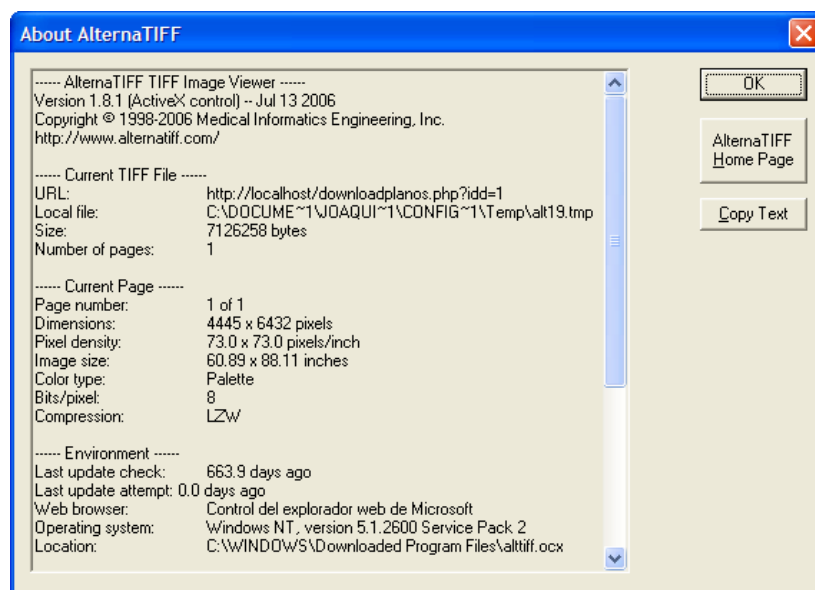 About AlternaTIFF
------ AlternaTIFF TIFF Image Viewer ------
Version 1.8.1 (ActiveX control) -- Jul 13 2006
Copyright © 1998-2006 Medical Informatics Engineering, Inc.
http://www.alternatiff.com/
------ Current TIFF File ------
URL: http://localhost/downloadplanos.php?idd=1
Local file: C:\DOCUME~1\JOAQUI~1\CONFIG~1\Temp\alt19.tmp
Size: 7126258 bytes
Number of pages: 1
------ Current Page ------
Page number: 1 of 1
Dimensions: 4445 x 6432 pixels
Pixel density: 73.0 x 73.0 pixels/inch
Image size: 60.89 x 88.11 inches
Color type: Palette
Bits/pixel: 8
Compression: LZW
------ Environment ------
Last update check: 663.9 days ago
Last update attempt: 0.0 days ago
Web browser: Control del explorador web de Microsoft
Operating system: Windows NT, version 5.1.2600 Service Pack 2
Location: C:\WINDOWS\Downloaded Program Files\alttiff.ocx
OK
AlternaTIFF
Home Page
Copy Text